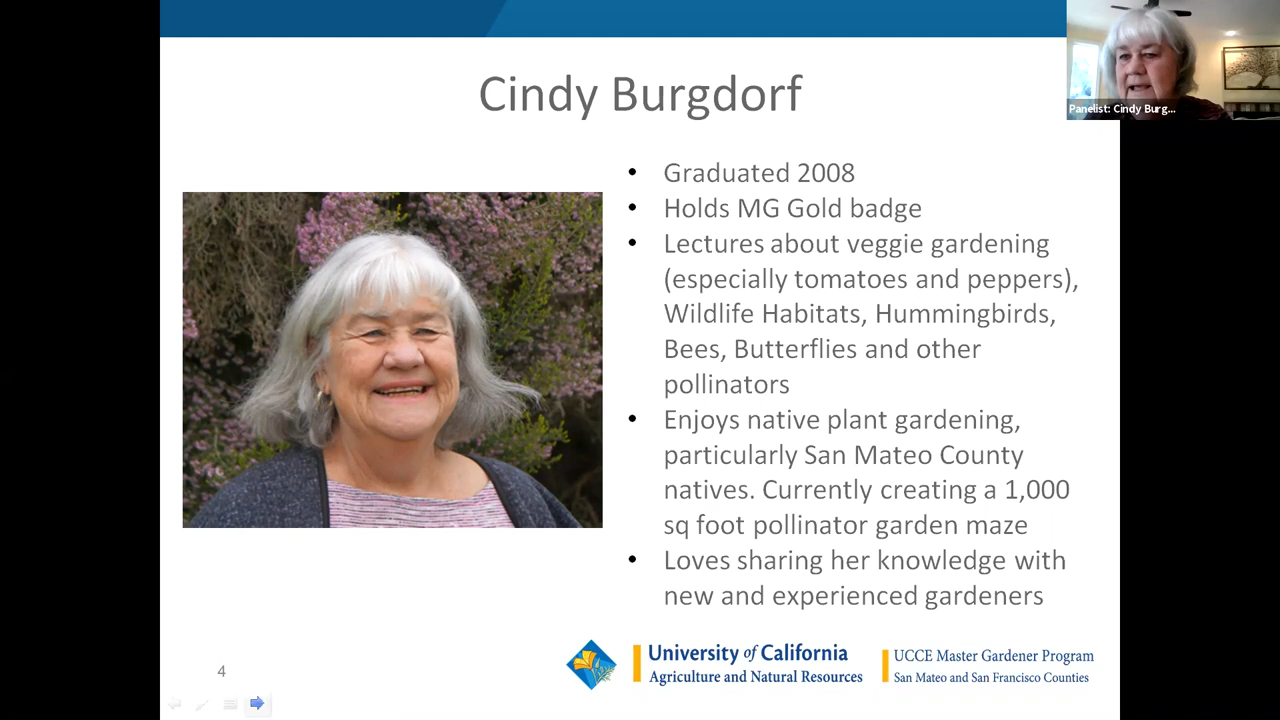 Cindy Burgdorf
Panelist: Cindy Burg...
• Graduated 2008
• Holds MG Gold badge
• Lectures about veggie gardening
(especially tomatoes and peppers),
Wildlife Habitats, Hummingbirds,
Bees, Butterflies and other
pollinators
• Enjoys native plant gardening,
particularly San Mateo County
natives. Currently creating a 1,000
sq foot pollinator garden maze
• Loves sharing her knowledge with
new and experienced gardeners
4
University of California
Agriculture and Natural Resources
UCCE Master Gardener Program
San Mateo and San Francisco Counties